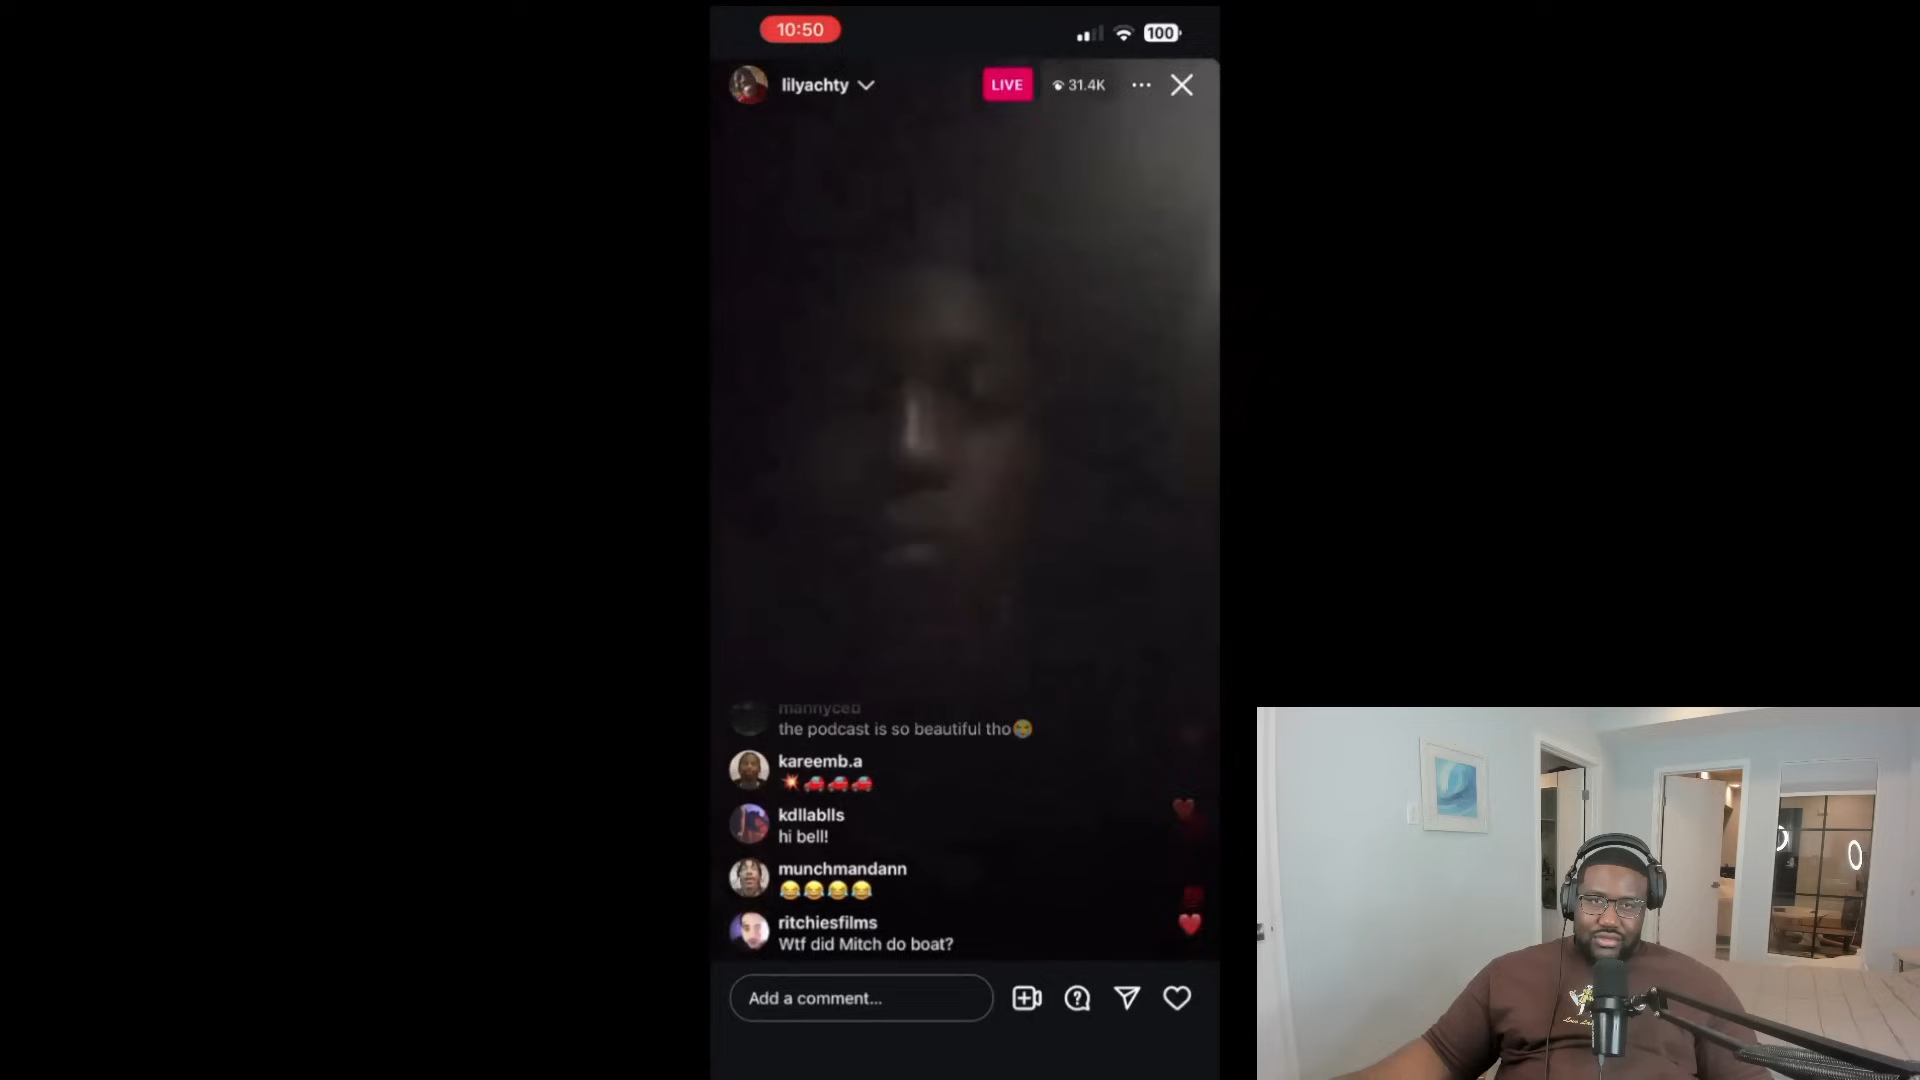 10:50
100
lilyachty
LIVE
31.4K
mannyceb
the podcast is so beautiful tho😭
kareemb.a
💥🚗🚗🚗
kdllablls
hi bell!
munchmandann
😂😂😂😂
ritchiesfilms
Wtf did Mitch do boat?
Add a comment...